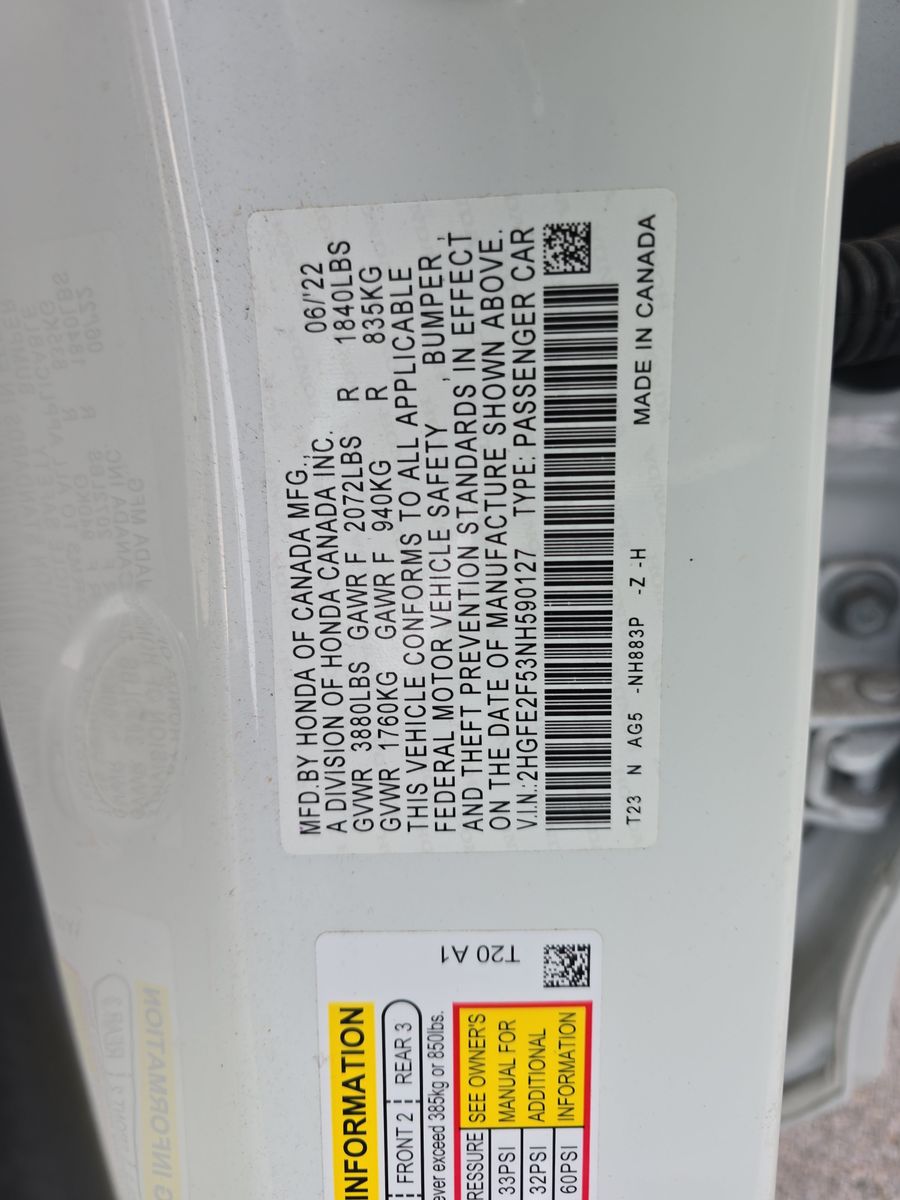 MFD.BY HONDA OF CANADA MFG., 06/'22
A DIVISION OF HONDA CANADA INC.
GVWR 3880LBS GAWR F 2072LBS R 1840LBS
GVWR 1760KG GAWR F 940KG R 835KG
THIS VEHICLE CONFORMS TO ALL APPLICABLE
FEDERAL MOTOR VEHICLE SAFETY , BUMPER ,
AND THEFT PREVENTION STANDARDS IN EFFECT
ON THE DATE OF MANUFACTURE SHOWN ABOVE.
V.I.N.:2HGFE2F53NH590127 TYPE: PASSENGER CAR
T23 N AG5 -NH883P -Z -H MADE IN CANADA
T20 A1
INFORMATION
FRONT 2 REAR 3
exceed 385kg or 850lbs.
SEE OWNER'S
33PSI MANUAL FOR
32PSI ADDITIONAL
60PSI INFORMATION